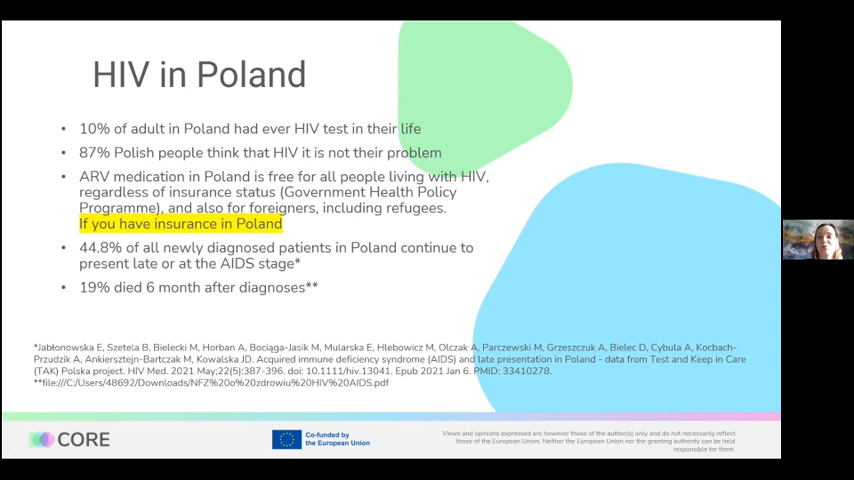 HIV in Poland
• 10% of adult in Poland had ever HIV test in their life
• 87% Polish people think that HIV it is not their problem
• ARV medication in Poland is free for all people living with HIV,
regardless of insurance status (Government Health Policy
Programme), and also for foreigners, including refugees.
If you have insurance in Poland
• 44.8% of all newly diagnosed patients in Poland continue to
present late or at the AIDS stage*
• 19% died 6 month after diagnoses**
*Jabłonowska E, Szetela B, Bielecki M, Horban A, Bociąga-Jasik M, Mularska E, Hlebowicz M, Olczak A, Parczewski M, Grzeszczuk A, Bielec D, Cybula A, Kocbach-
Przudzik A, Ankiersztejn-Bartczak M, Kowalska JD. Acquired immune deficiency syndrome (AIDS) and late presentation in Poland - data from Test and Keep in Care
(TAK) Polska project. HIV Med. 2021 May;22(5):387-396. doi: 10.1111/hiv.13041. Epub 2021 Jan 6. PMID: 33410278.
**file:///C:/Users/48692/Downloads/NFZ%20o%20zdrowiu%20HIV%20AIDS.pdf
CORE
Co-funded by
the European Union
Views and opinions expressed are however those of the author(s) only and do not necessarily reflect
those of the European Union. Neither the European Union nor the granting authority can be held
responsible for them.